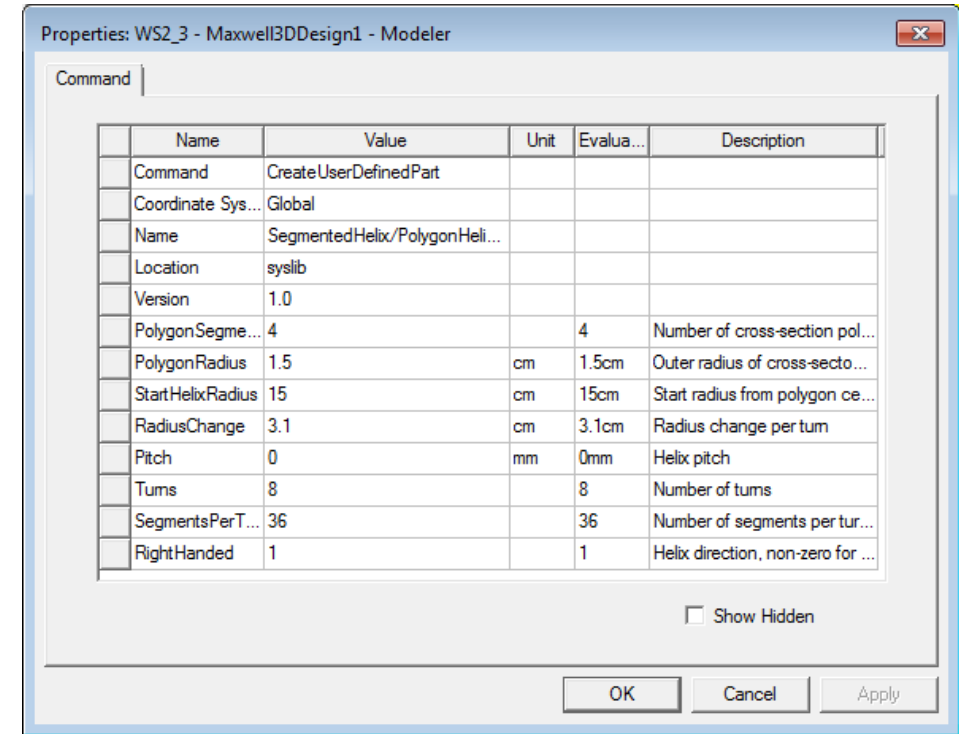 Properties: WS2_3 - Maxwell3DDesign1 - Modeler
Command
Name Value Unit Evalua... Description
Command CreateUserDefinedPart
Coordinate Sys... Global
Name SegmentedHelix/PolygonHeli...
Location syslib
Version 1.0
PolygonSegme... 4 4 Number of cross-section pol...
PolygonRadius 1.5 cm 1.5cm Outer radius of cross-secto...
StartHelixRadius 15 cm 15cm Start radius from polygon ce...
RadiusChange 3.1 cm 3.1cm Radius change per turn
Pitch 0 mm 0mm Helix pitch
Turns 8 8 Number of turns
SegmentsPerT... 36 36 Number of segments per tur...
RightHanded 1 1 Helix direction, non-zero for ...
Show Hidden
OK Cancel Apply